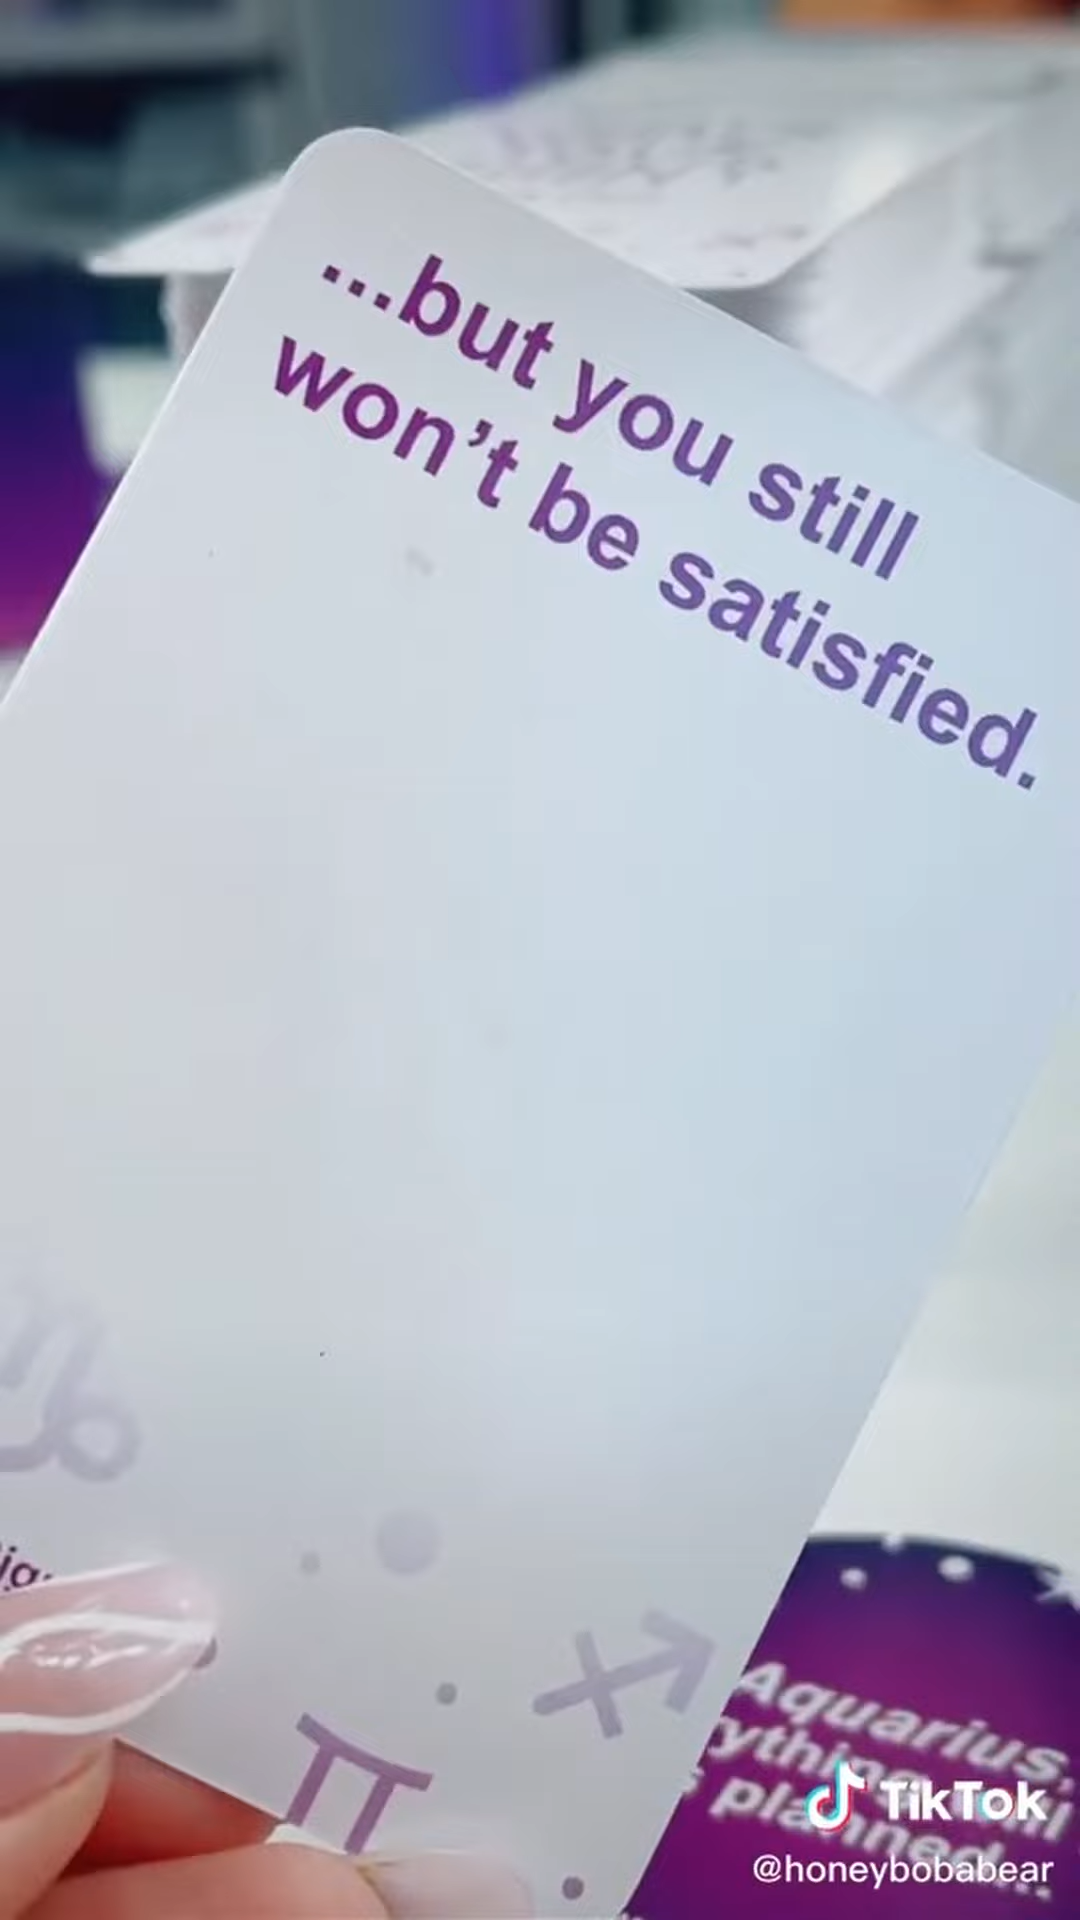 ...but you still
won't be satisfied.
Aquarius,
planned...
TikTok
@honeybobabear